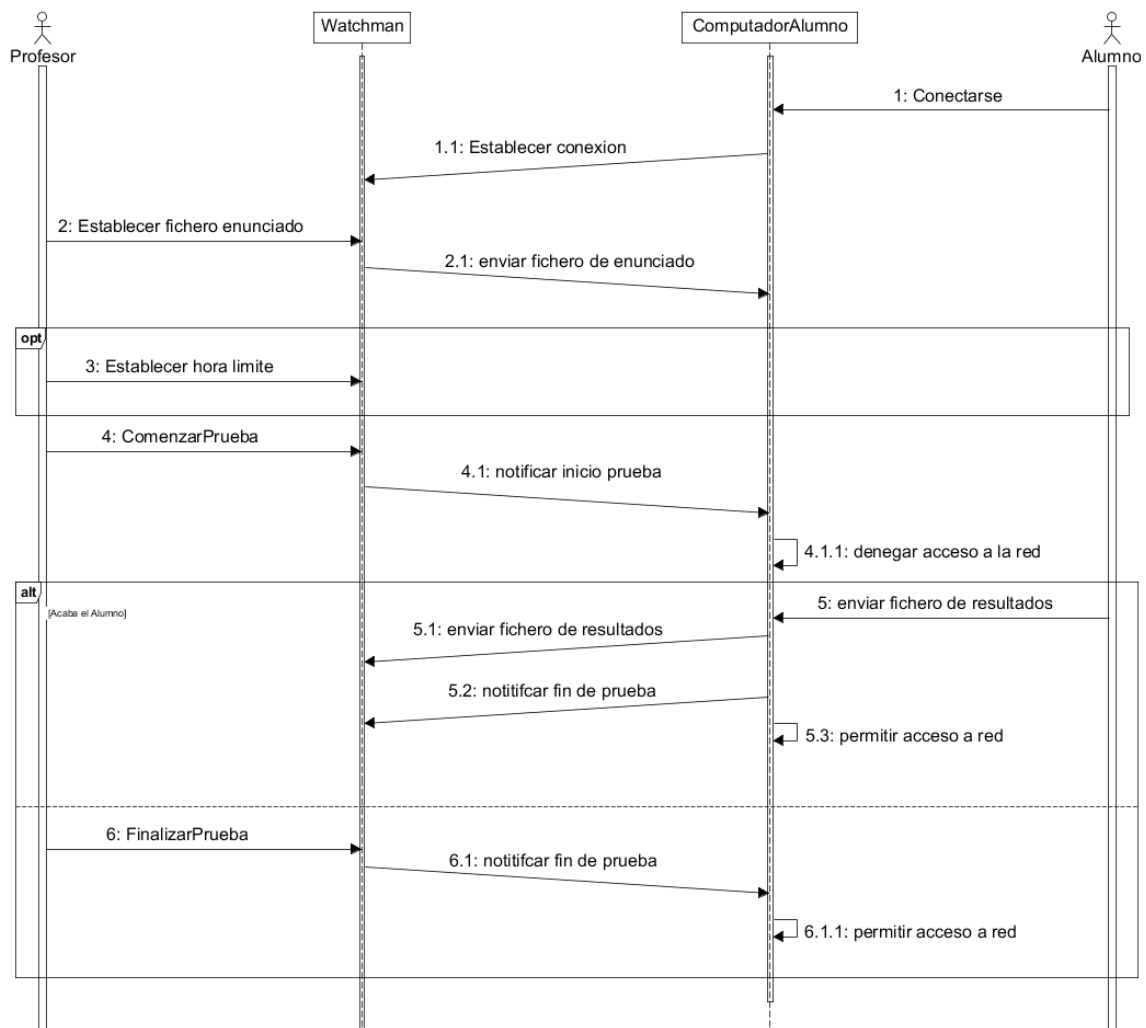 Watchman
ComputadorAlumno
Profesor
Alumno
1: Conectarse
1.1: Establecer conexion
2: Establecer fichero enunciado
2.1: enviar fichero de enunciado
opt
3: Establecer hora limite
4: ComenzarPrueba
4.1: notificar inicio prueba
4.1.1: denegar acceso a la red
alt
[Acaba el Alumno]
5: enviar fichero de resultados
5.1: enviar fichero de resultados
5.2: notitifcar fin de prueba
5.3: permitir acceso a red
6: FinalizarPrueba
6.1: notitifcar fin de prueba
6.1.1: permitir acceso a red